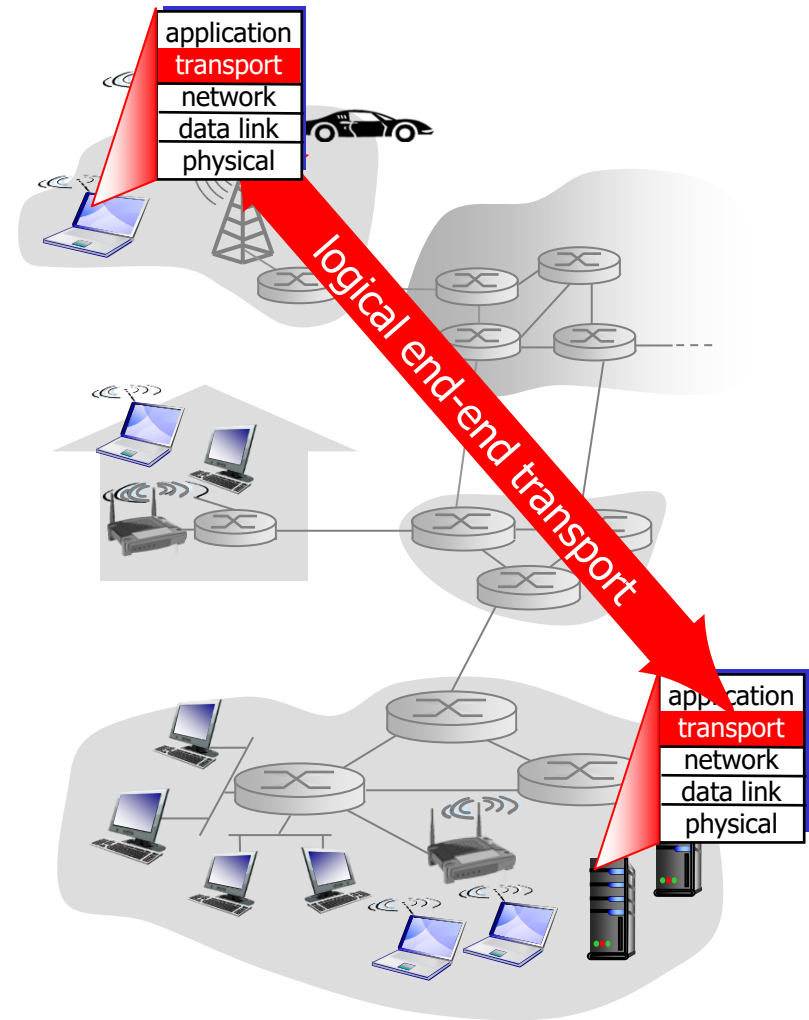 application
transport
network
data link
physical
logical end-end transport
application
transport
network
data link
physical